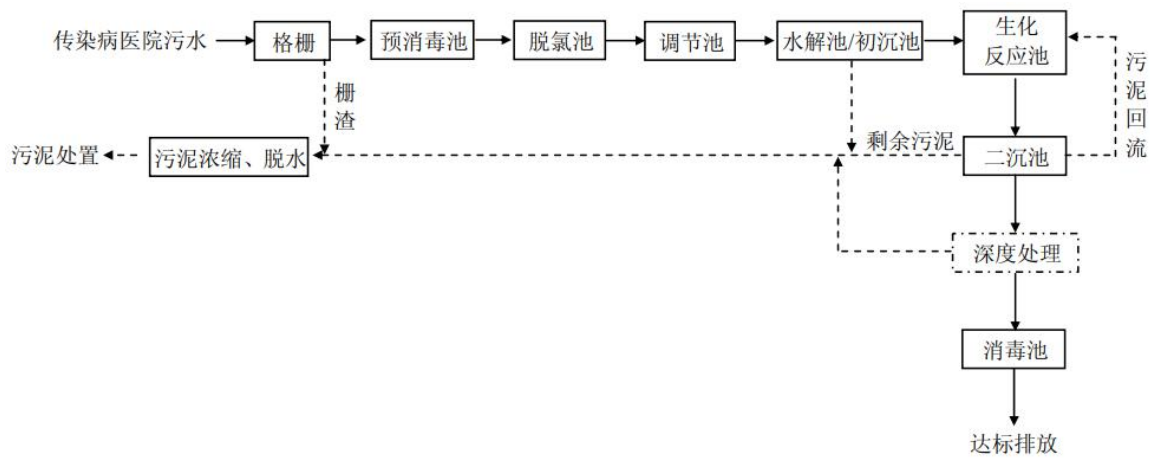 传染病医院污水
格栅
预消毒池
脱氯池
调节池
水解池/初沉池
生化
反应池
污泥回流
栅渣
污泥处置
污泥浓缩、脱水
剩余污泥
二沉池
深度处理
消毒池
达标排放